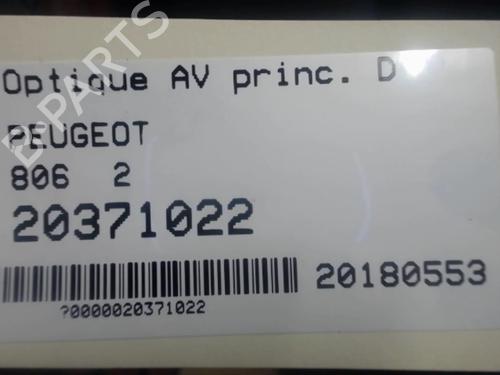 B-PARTS
Optique AV princ. D
PEUGEOT
806 2
20371022
20180553
?0000020371022